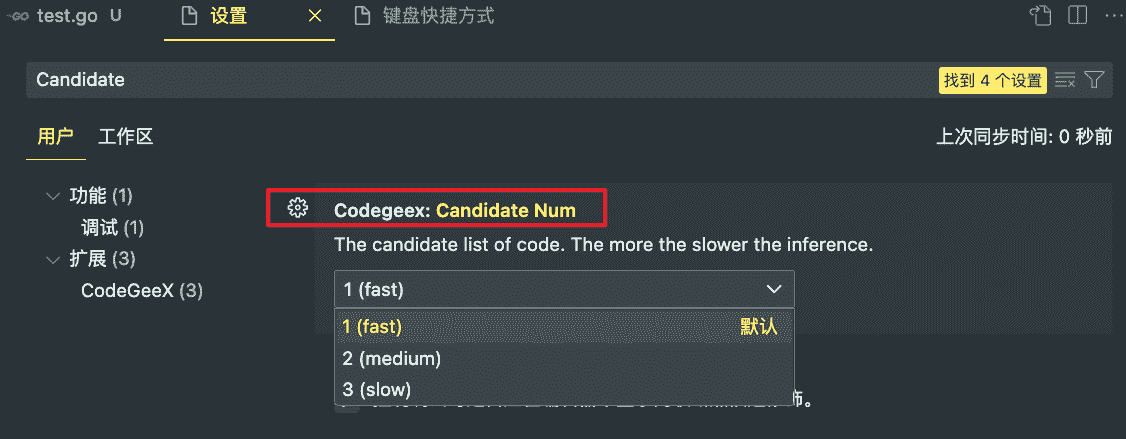 GO test.go U 设置 键盘快捷方式
Candidate 找到 4 个设置
用户 工作区 上次同步时间: 0 秒前
功能 (1)
调试 (1)
扩展 (3)
CodeGeeX (3)
Codegeex: Candidate Num
The candidate list of code. The more the slower the inference.
1 (fast)
1 (fast) 默认
2 (medium)
3 (slow)
饰。